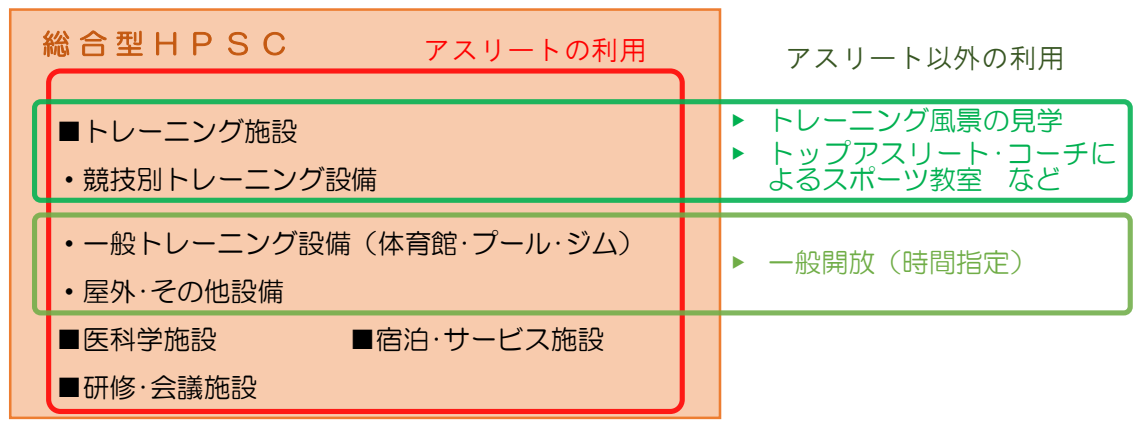 総合型ＨＰＳＣ
アスリートの利用
アスリート以外の利用
■トレーニング施設
・競技別トレーニング設備
▶ トレーニング風景の見学
▶ トップアスリート･コーチに
よるスポーツ教室　など
・一般トレーニング設備（体育館･プール･ジム）
・屋外･その他設備
▶ 一般開放（時間指定）
■医科学施設
■宿泊･サービス施設
■研修･会議施設